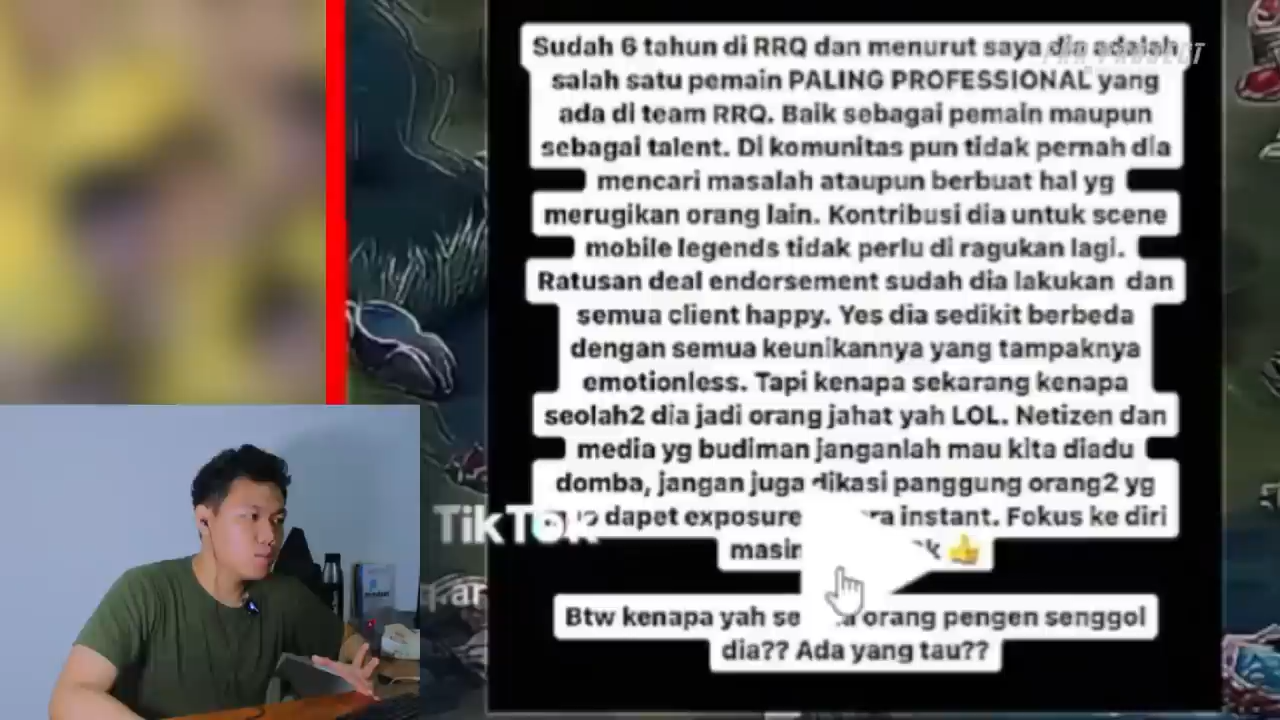 Sudah 6 tahun di RRQ dan menurut saya dia adalah
salah satu pemain PALING PROFESSIONAL yang
ada di team RRQ. Baik sebagai pemain maupun
sebagai talent. Di komunitas pun tidak pernah dia
mencari masalah ataupun berbuat hal yg
merugikan orang lain. Kontribusi dia untuk scene
mobile legends tidak perlu di ragukan lagi.
Ratusan deal endorsement sudah dia lakukan dan
semua client happy. Yes dia sedikit berbeda
dengan semua keunikannya yang tampaknya
emotionless. Tapi kenapa sekarang kenapa
seolah2 dia jadi orang jahat yah LOL. Netizen dan
media yg budiman janganlah mau kita diadu
domba, jangan juga dikasi panggung orang2 yg
dapet exposure instant. Fokus ke diri
👍
Btw kenapa yah orang pengen senggol
dia?? Ada yang tau??
TikTok